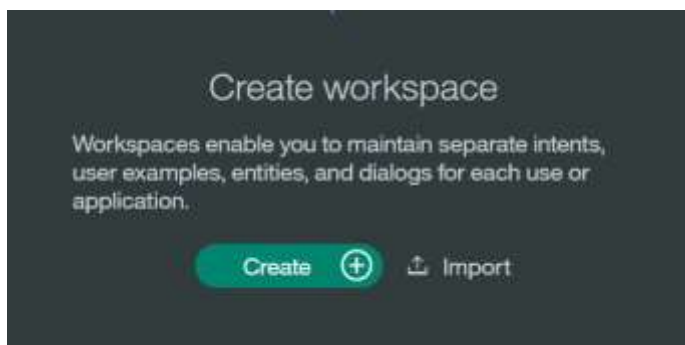 Create workspace
Workspaces enable you to maintain separate intents,
user examples, entities, and dialogs for each use or
application.
Create
Import